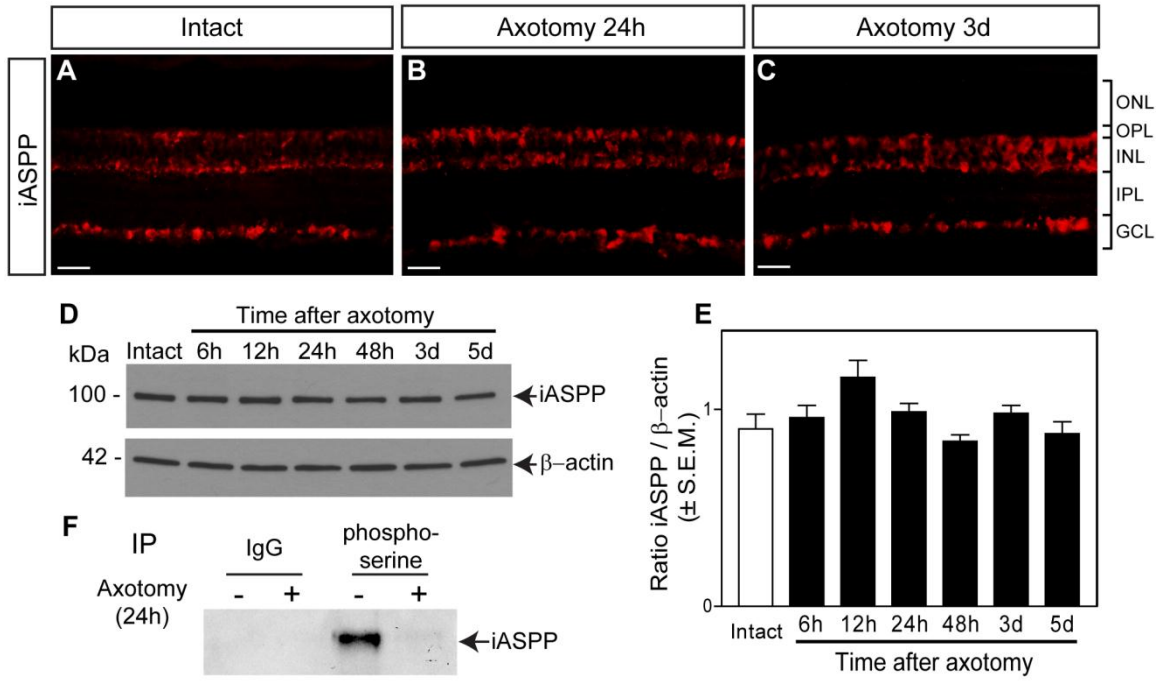 Intact Axotomy 24h Axotomy 3d
iASPP
A B C
ONL
OPL
INL
IPL
GCL
D Time after axotomy
kDa Intact 6h 12h 24h 48h 3d 5d
100 - iASPP
42 - β−actin
E
Ratio iASPP / β−actin
(± S.E.M.)
1
0
Intact 6h 12h 24h 48h 3d 5d
Time after axotomy
F IP IgG phospho-
serine
Axotomy - + - +
(24h)
iASPP